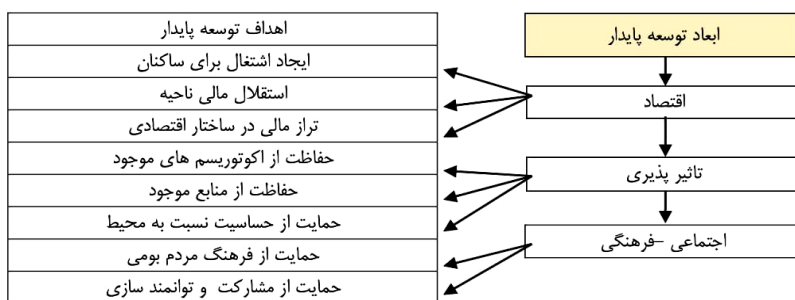 ابعاد توسعه پایدار
اقتصاد
تاثیر پذیری
اجتماعی –فرهنگی
اهداف توسعه پایدار
ایجاد اشتغال برای ساکنان
استقلال مالی ناحیه
تراز مالی در ساختار اقتصادی
حفاظت از اکوتوریسم های موجود
حفاظت از منابع موجود
حمایت از حساسیت نسبت به محیط
حمایت از فرهنگ مردم بومی
حمایت از مشارکت و توانمند سازی